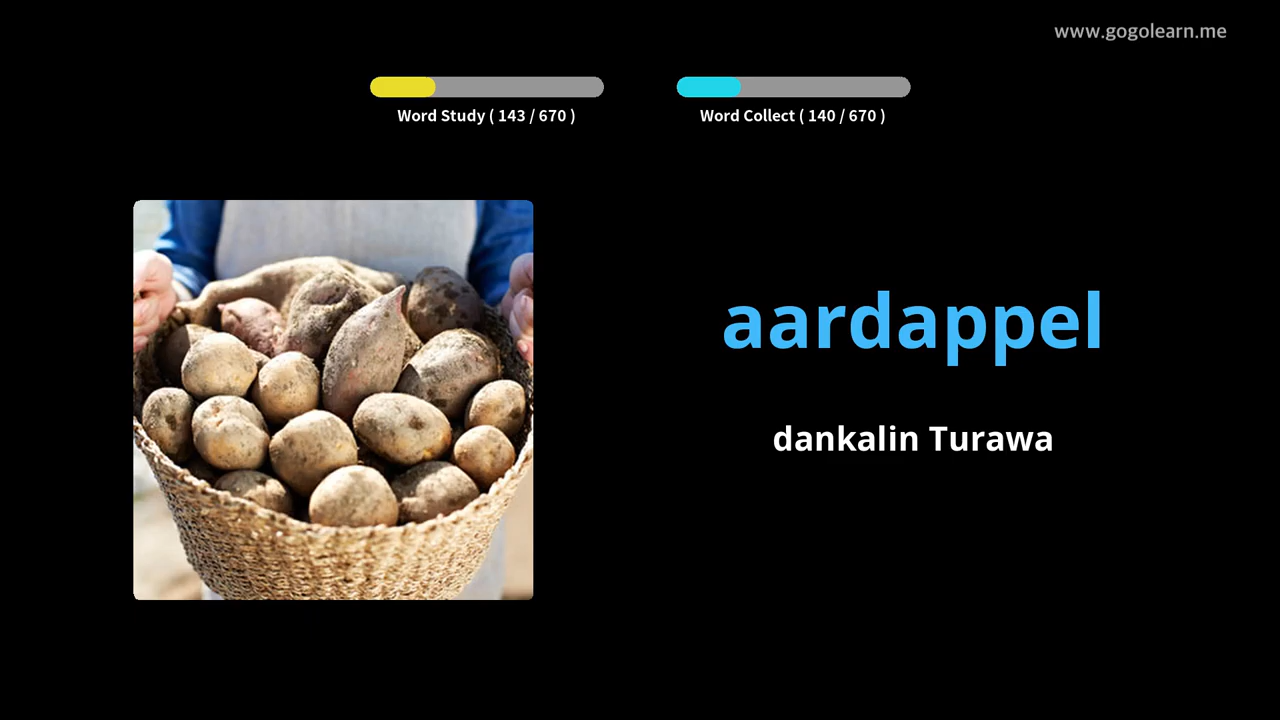 www.gogolearn.me
Word Study ( 143 / 670 )
Word Collect ( 140 / 670 )
aardappel
dankalin Turawa